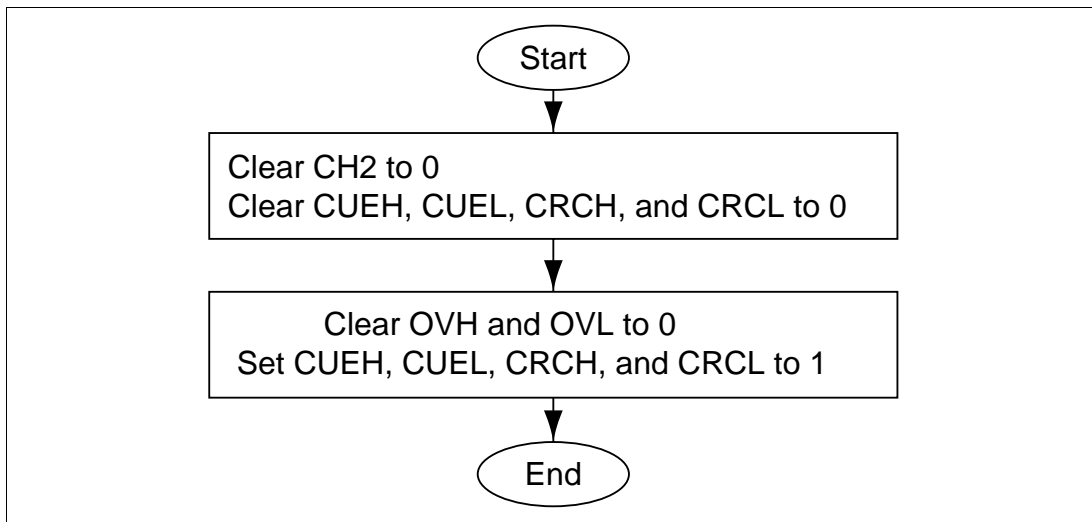 Start
Clear CH2 to 0
Clear CUEH, CUEL, CRCH, and CRCL to 0
Clear OVH and OVL to 0
Set CUEH, CUEL, CRCH, and CRCL to 1
End